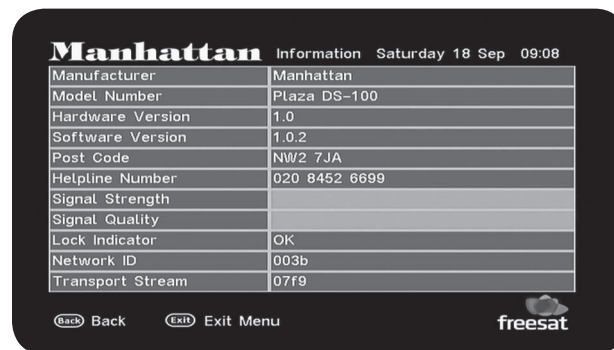 Manhattan Information Saturday 18 Sep 09:08
Manufacturer Manhattan
Model Number Plaza DS-100
Hardware Version 1.0
Software Version 1.0.2
Post Code NW2 7JA
Helpline Number 020 8452 6699
Signal Strength
Signal Quality
Lock Indicator OK
Network ID 003b
Transport Stream 07f9
Back Back Exit Exit Menu
freesat